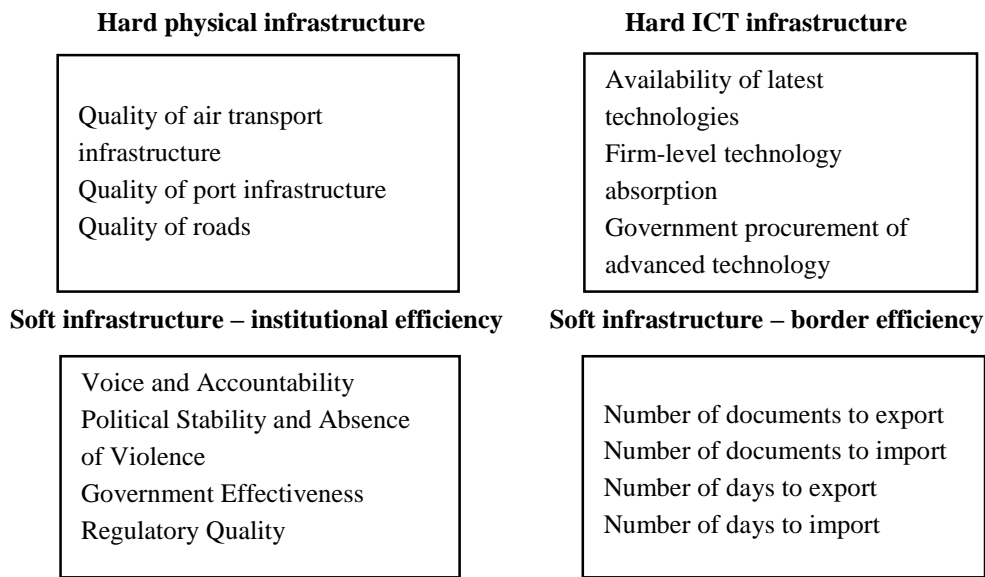 Hard physical infrastructure
Quality of air transport
infrastructure
Quality of port infrastructure
Quality of roads
Hard ICT infrastructure
Availability of latest
technologies
Firm-level technology
absorption
Government procurement of
advanced technology
Soft infrastructure – institutional efficiency
Voice and Accountability
Political Stability and Absence
of Violence
Government Effectiveness
Regulatory Quality
Soft infrastructure – border efficiency
Number of documents to export
Number of documents to import
Number of days to export
Number of days to import